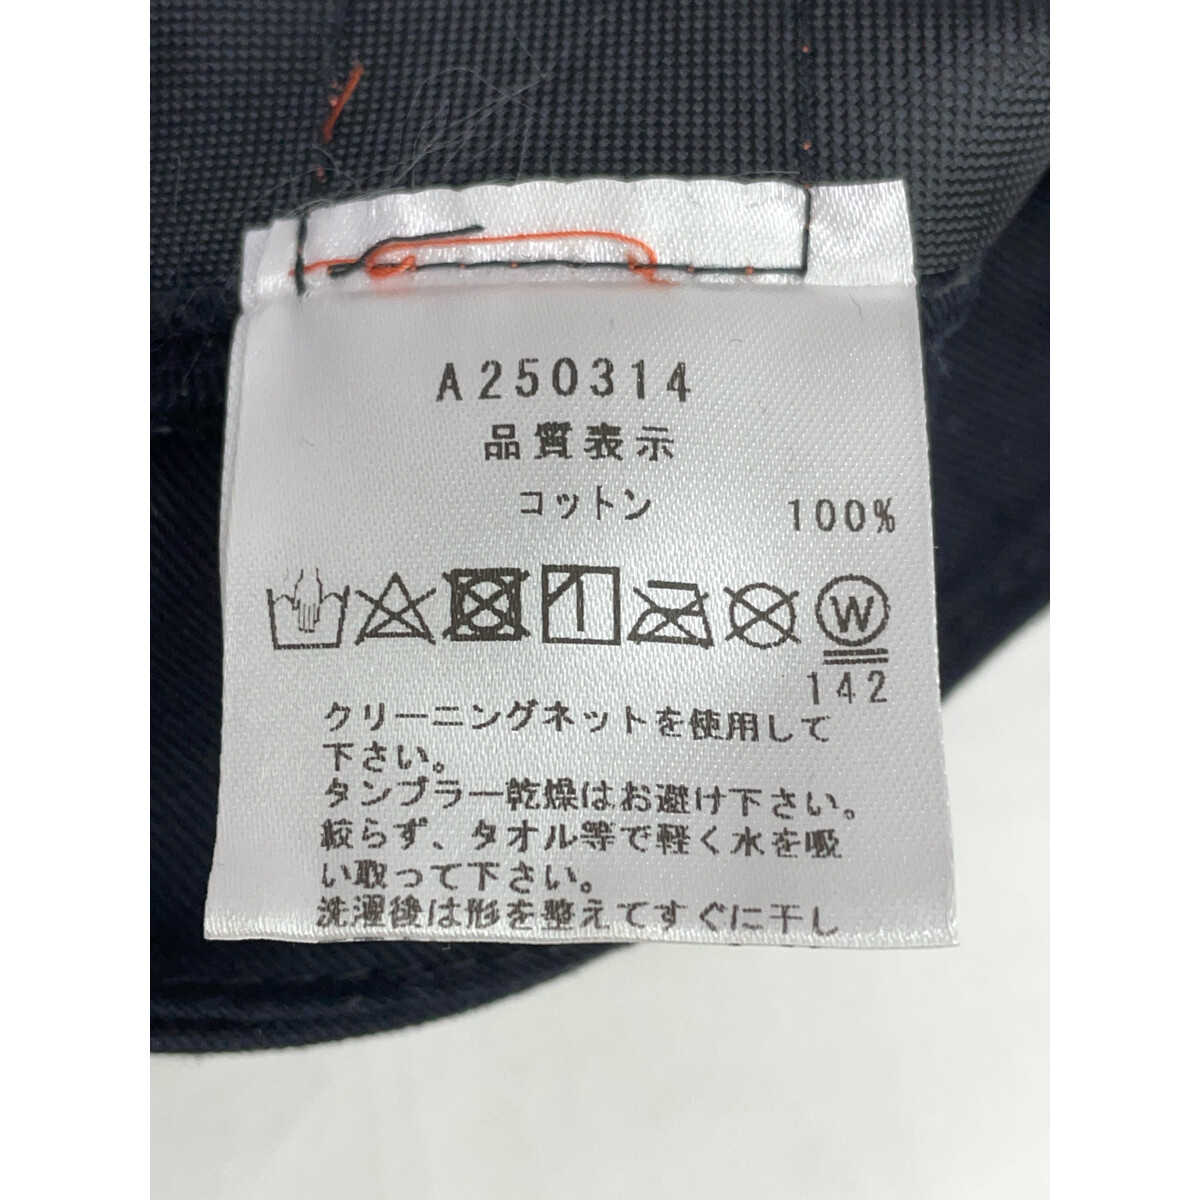 A250314
品質表示
コットン 100%
W
142
クリーニングネットを使用して
下さい。
タンブラー乾燥はお避け下さい。
絞らず、タオル等で軽く水を吸
い取って下さい。
洗濯後は形を整えてすぐに干し